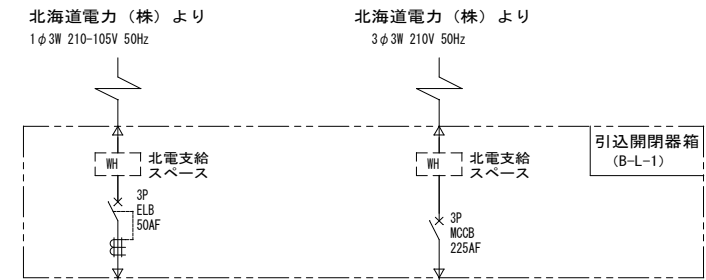 北海道電力（株）より
1φ3W 210-105V 50Hz
北海道電力（株）より
3φ3W 210V 50Hz
引込開閉器箱
(B-L-1)
WH
北電支給
スペース
WH
北電支給
スペース
3P
ELB
50AF
3P
MCCB
225AF